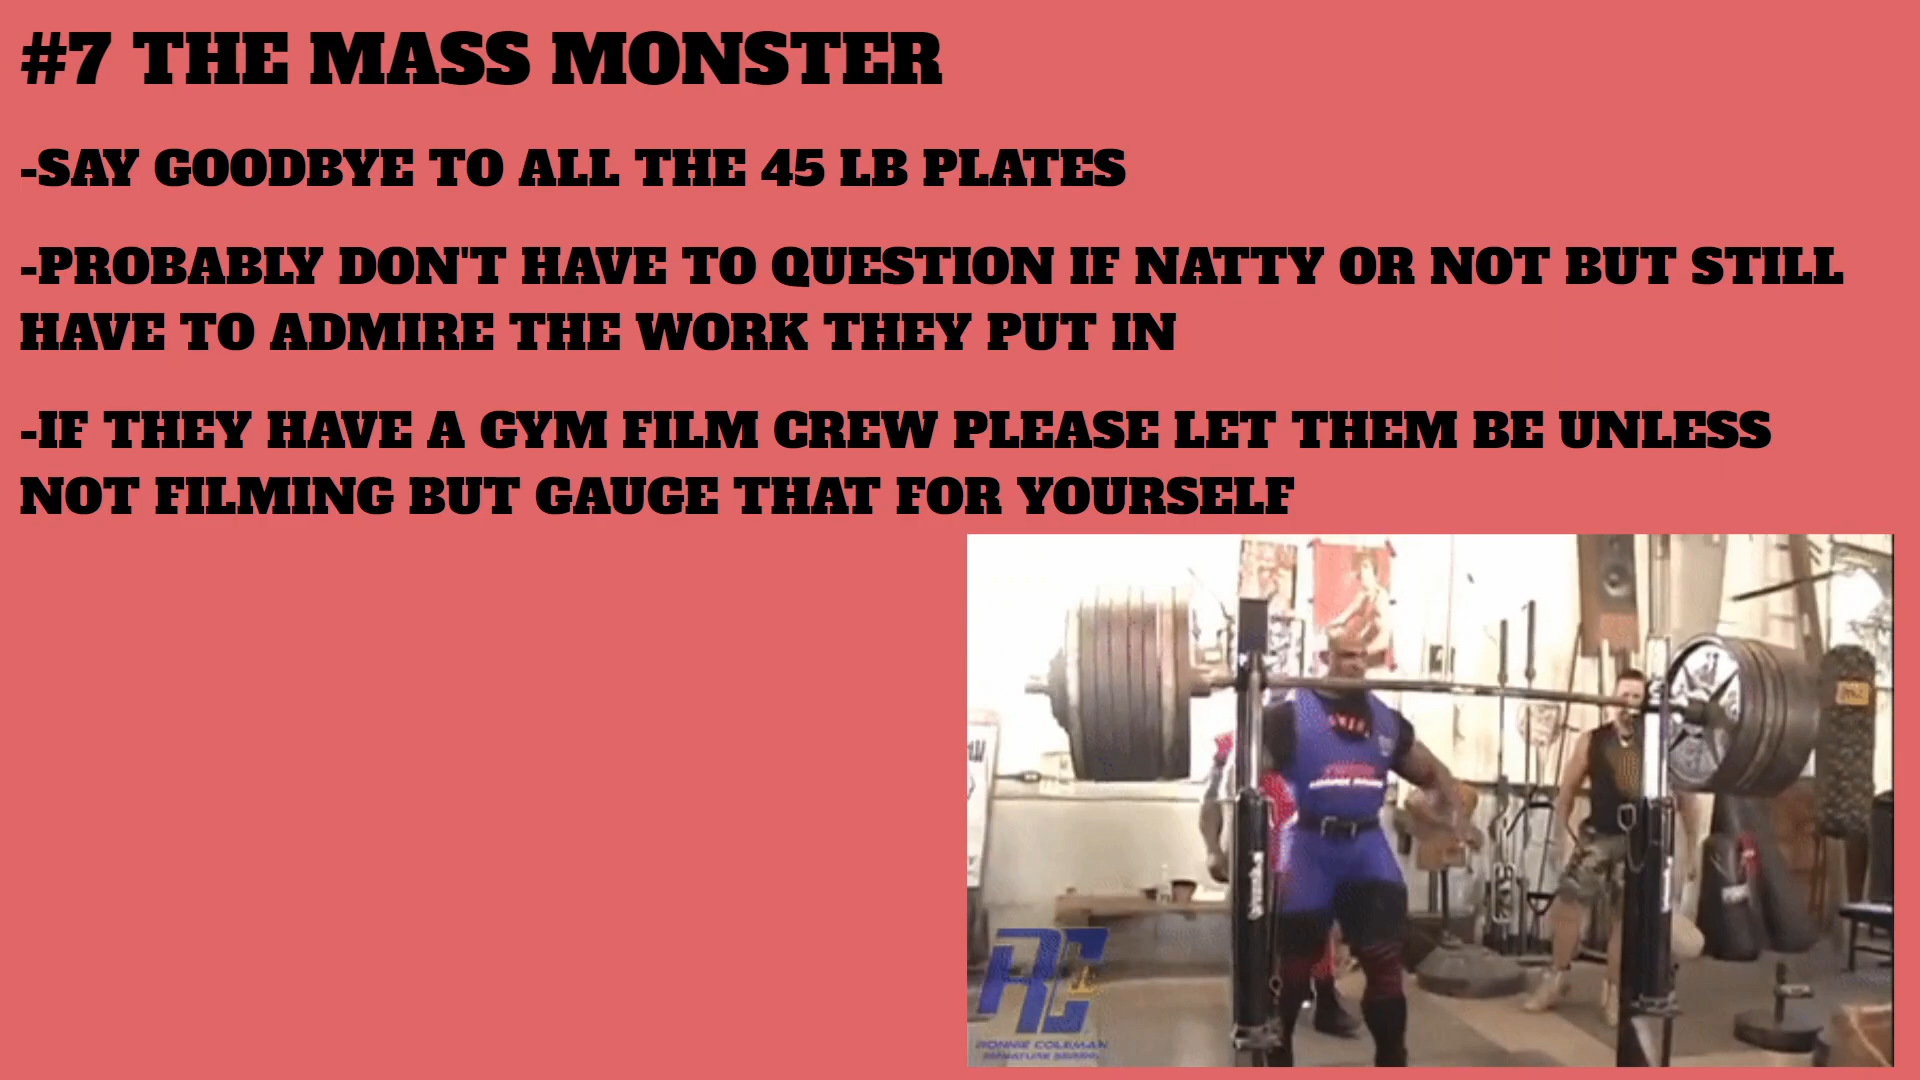 #7 THE MASS MONSTER
-SAY GOODBYE TO ALL THE 45 LB PLATES
-PROBABLY DON'T HAVE TO QUESTION IF NATTY OR NOT BUT STILL
HAVE TO ADMIRE THE WORK THEY PUT IN
-IF THEY HAVE A GYM FILM CREW PLEASE LET THEM BE UNLESS
NOT FILMING BUT GAUGE THAT FOR YOURSELF
RC
RONNIE COLEMAN
SIGNATURE SERIES